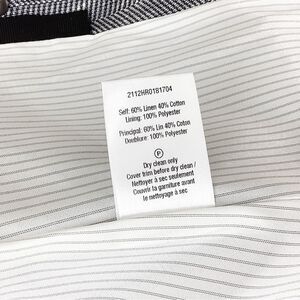 2112HR0181704
Self: 60% Linen 40% Cotton
Lining: 100% Polyester
Principal: 60% Lin 40% Coton
Doublure: 100% Polyester
P
Dry clean only
Cover trim before dry clean /
Nettoyer à sec seulement
Couvrir la garniture avant
le nettoyage à sec